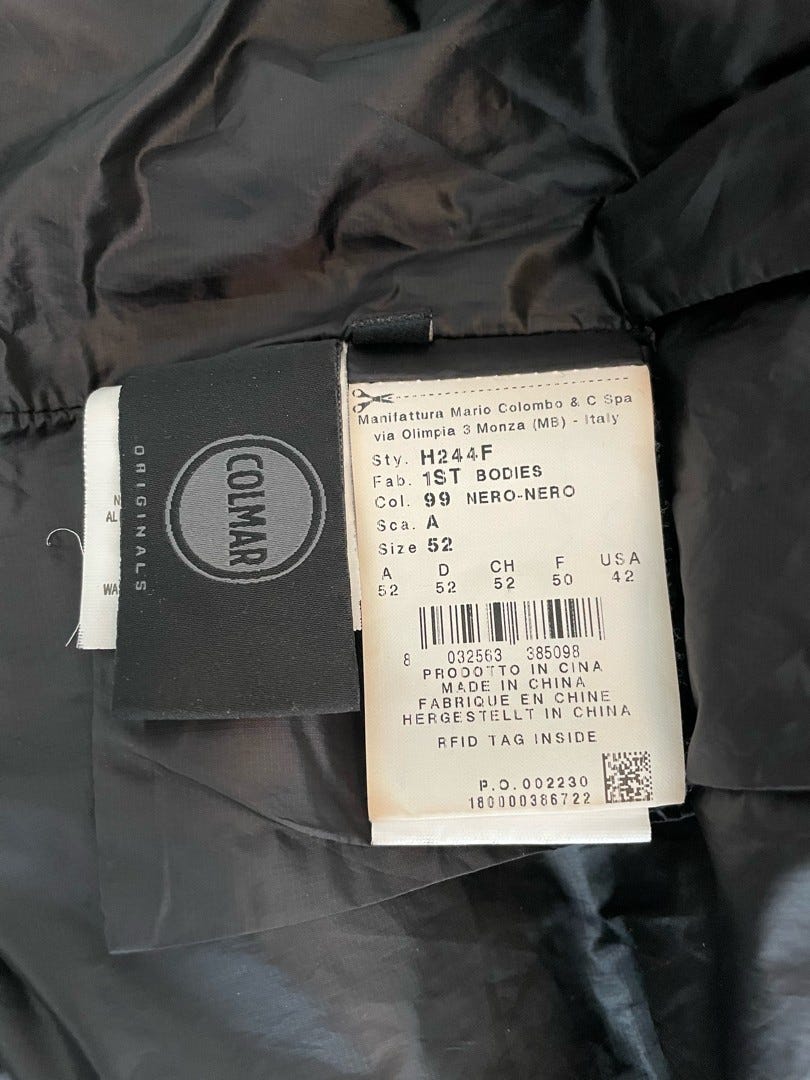 COLMAR
ORIGINALS
Manifattura Mario Colombo & C Spa
via Olimpia 3 Monza (MB) - Italy
Sty. H244F
Fab. 1ST BODIES
Col. 99 NERO-NERO
Sca. A
Size 52
A D CH F USA
52 52 52 50 42
8 032563 385098
PRODOTTO IN CINA
MADE IN CHINA
FABRIQUE EN CHINE
HERGESTELLT IN CHINA
RFID TAG INSIDE
P.O. 002230
180000386722